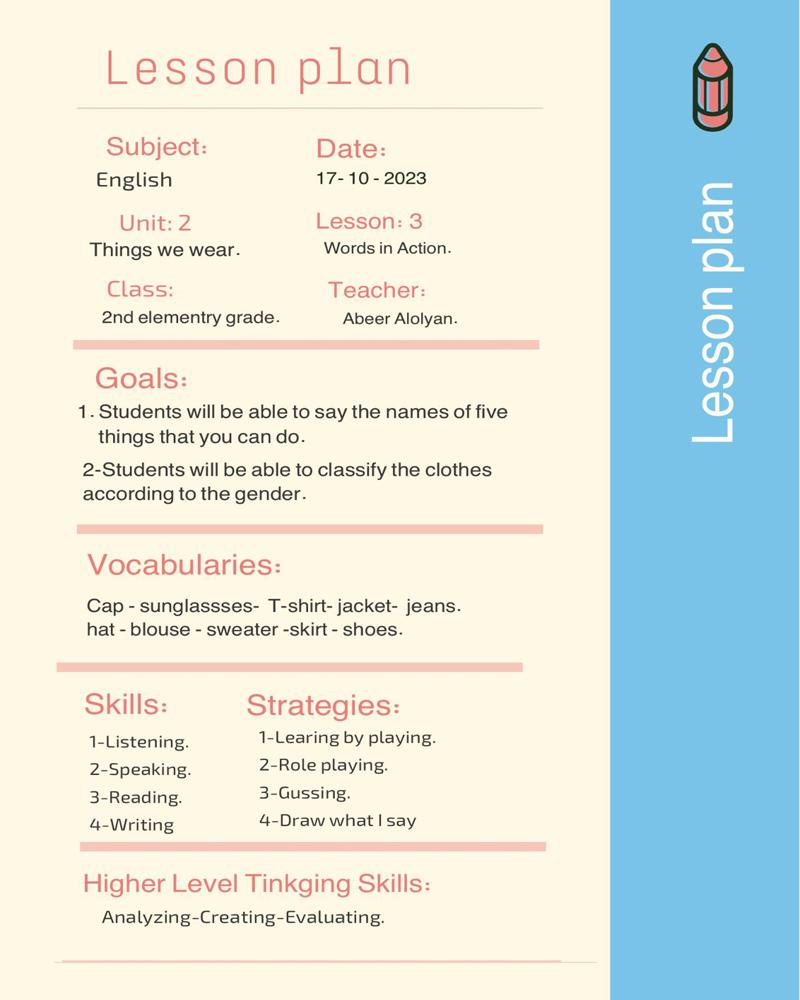 Lesson plan
Subject:
English
Date:
17- 10 - 2023
Unit: 2
Things we wear.
Lesson: 3
Words in Action.
Class:
2nd elementry grade.
Teacher:
Abeer Alolyan.
Goals:
1. Students will be able to say the names of five
things that you can do.
2-Students will be able to classify the clothes
according to the gender.
Vocabularies:
Cap - sunglassses- T-shirt- jacket- jeans.
hat - blouse - sweater -skirt - shoes.
Skills:
1-Listening.
2-Speaking.
3-Reading.
4-Writing
Strategies:
1-Learing by playing.
2-Role playing.
3-Gussing.
4-Draw what I say
Higher Level Tinkging Skills:
Analyzing-Creating-Evaluating.
Lesson plan